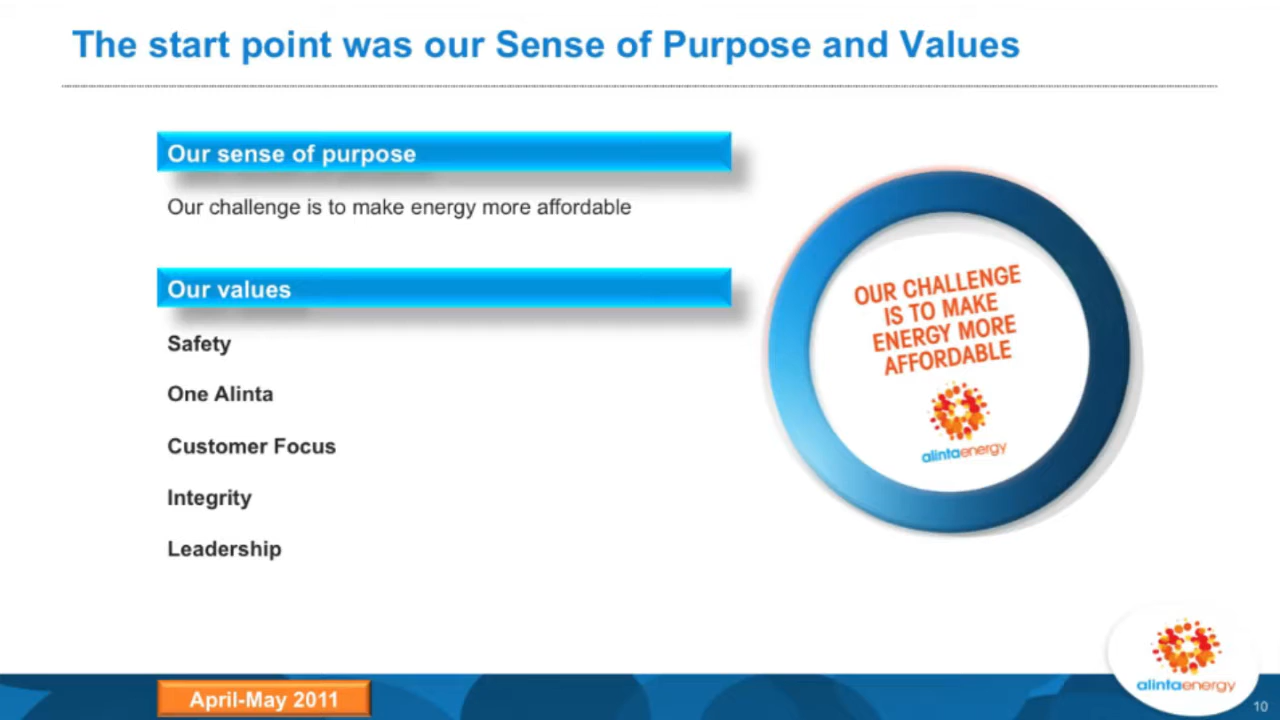 The start point was our Sense of Purpose and Values
Our sense of purpose
Our challenge is to make energy more affordable
Our values
Safety
One Alinta
Customer Focus
Integrity
Leadership
OUR CHALLENGE
IS TO MAKE
ENERGY MORE
AFFORDABLE
alintaenergy
April-May 2011
alintaenergy
10